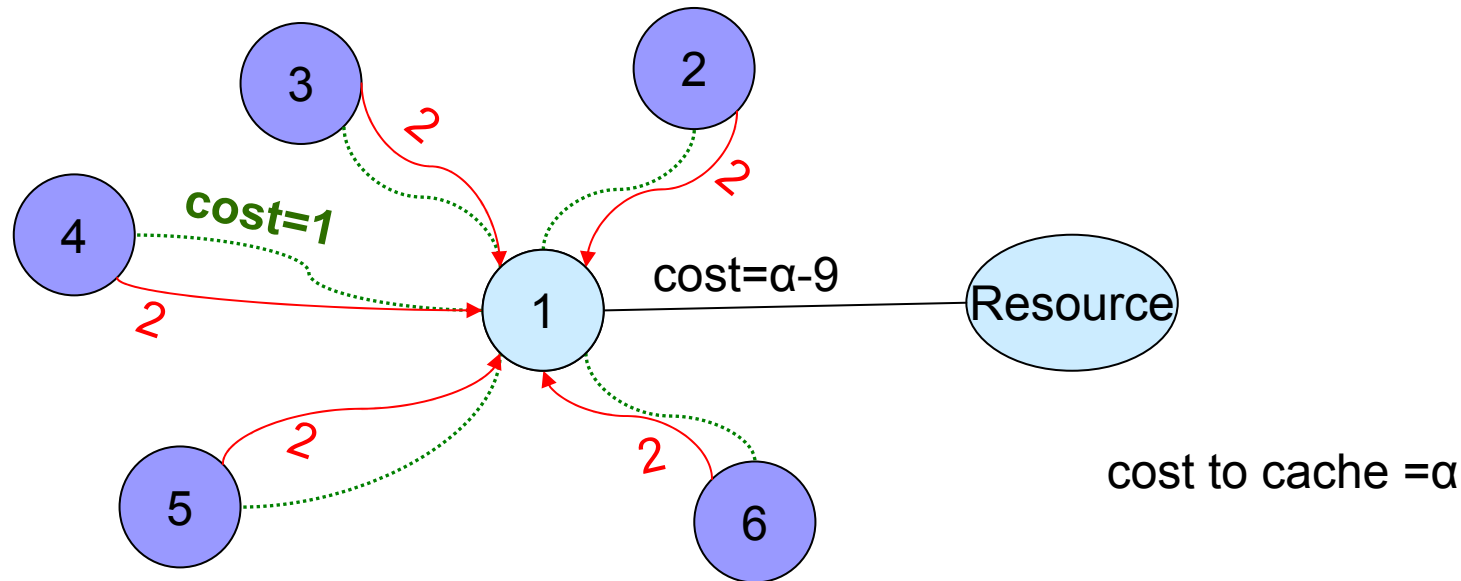 3
2
2
2
4
cost=1
2
1
cost=α-9
Resource
5
2
2
6
cost to cache =α